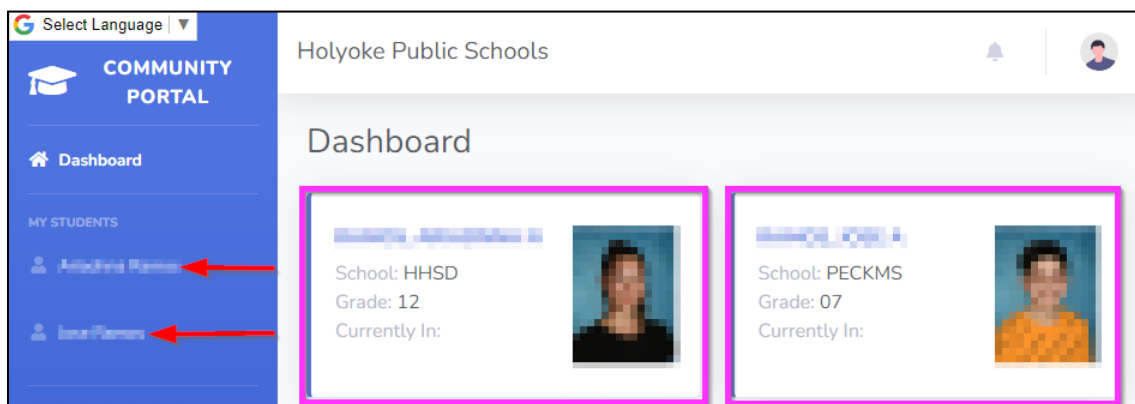 Select Language ▼
COMMUNITY
PORTAL
Holyoke Public Schools
Dashboard
Dashboard
MY STUDENTS
School: HHSD
Grade: 12
Currently In:
School: PECKMS
Grade: 07
Currently In: